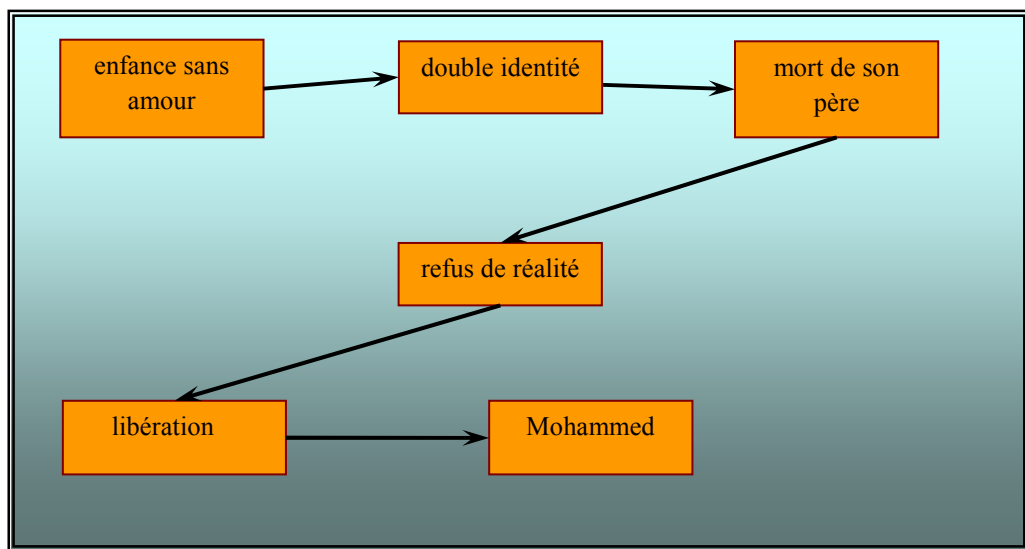 enfance sans
amour
double identité
mort de son
père
refus de réalité
libération
Mohammed